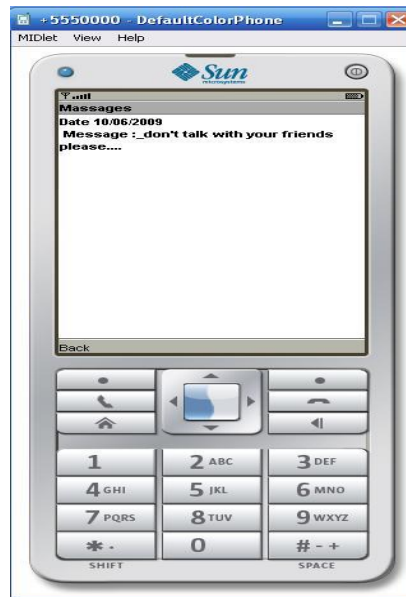 +5550000 - DefaultColorPhone
MIDlet View Help
Sun
microsystems
Massages
Date 10/06/2009
Message :_don't talk with your friends
please....
Back
1 2 ABC 3 DEF
4 GHI 5 JKL 6 MNO
7 PQRS 8 TUV 9 WXYZ
* . 0 # - +
SHIFT SPACE